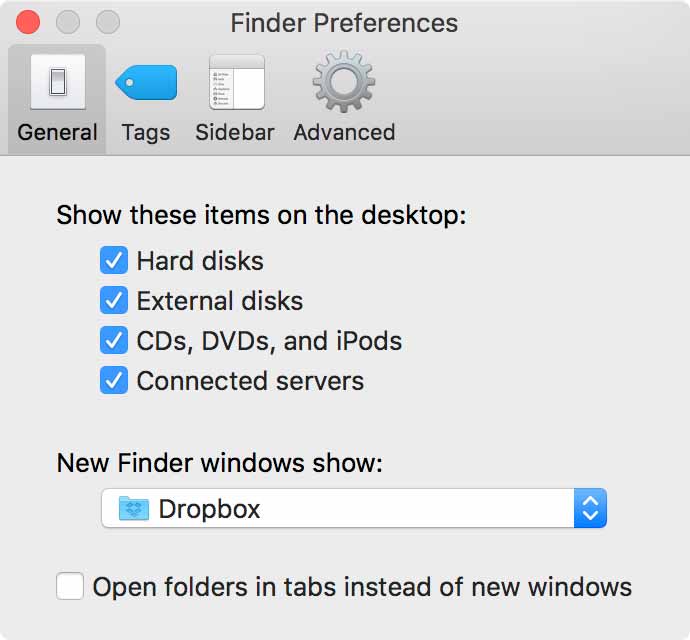 Finder Preferences
General Tags Sidebar Advanced
Show these items on the desktop:
Hard disks
External disks
CDs, DVDs, and iPods
Connected servers
New Finder windows show:
Dropbox
Open folders in tabs instead of new windows